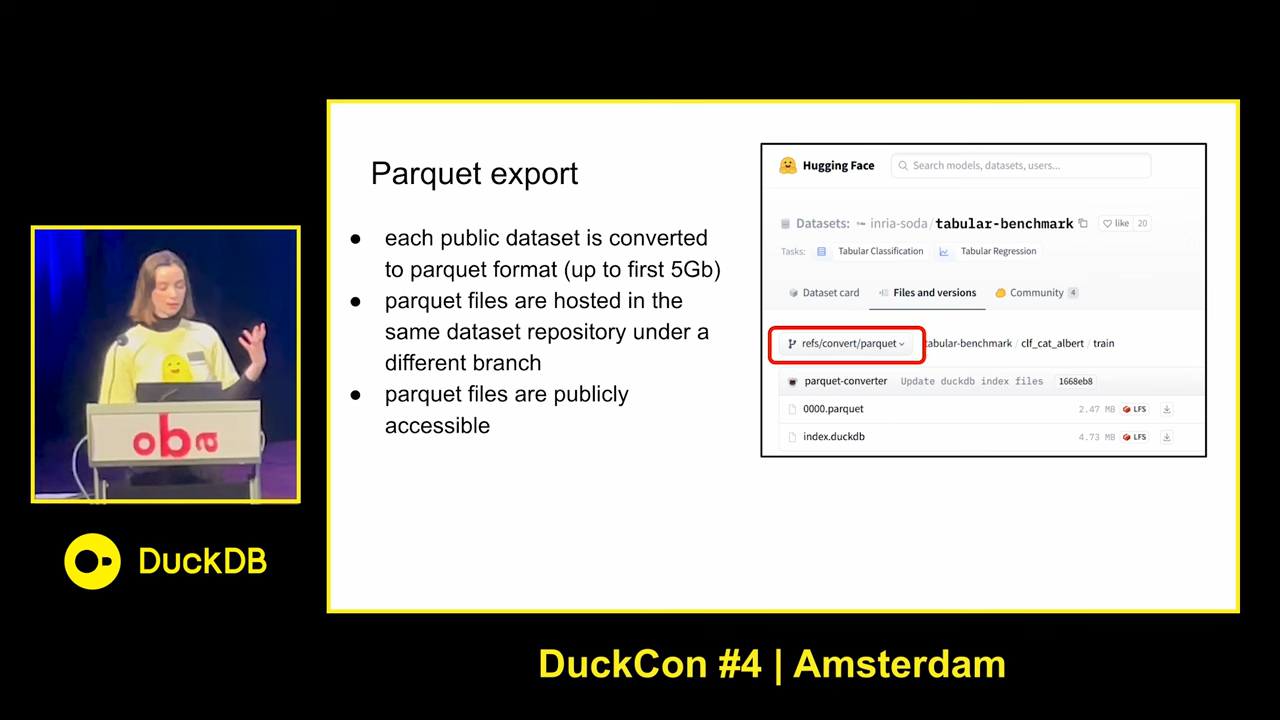 Parquet export
● each public dataset is converted
to parquet format (up to first 5Gb)
● parquet files are hosted in the
same dataset repository under a
different branch
● parquet files are publicly
accessible
Hugging Face
Search models, datasets, users...
Datasets: inria-soda/tabular-benchmark
like 20
Tasks: Tabular Classification Tabular Regression
Dataset card Files and versions Community 4
refs/convert/parquet tabular-benchmark / clf_cat_albert / train
parquet-converter Update duckdb index files 1668eb8
0000.parquet 2.47 MB LFS
index.duckdb 4.73 MB LFS
oba
DuckDB
DuckCon #4 | Amsterdam